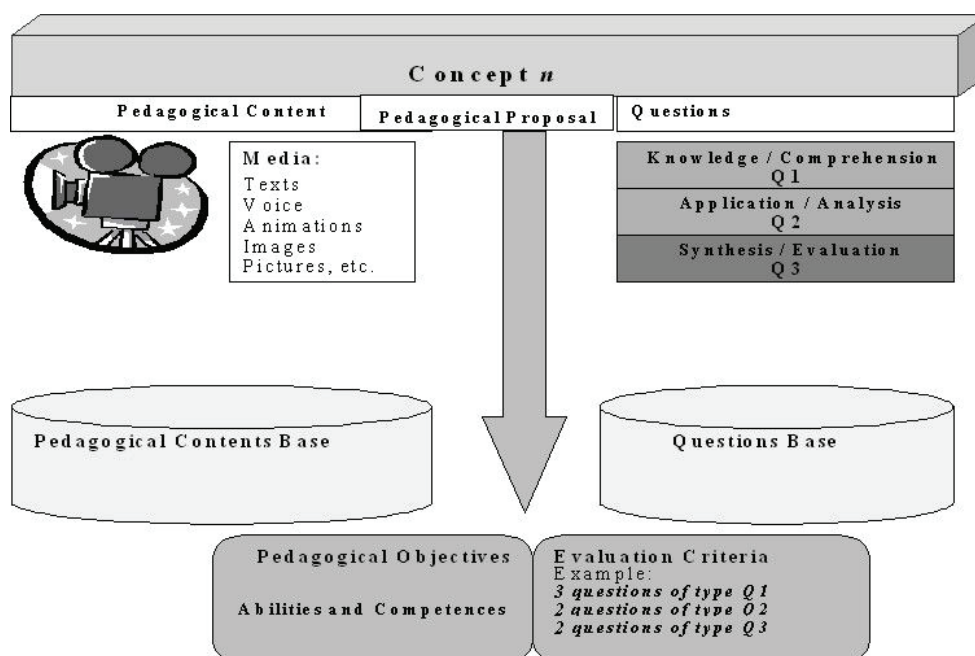 Concept n
Pedagogical Content
Pedagogical Proposal
Questions
Media:
Texts
Voice
Animations
Images
Pictures, etc.
Knowledge / Comprehension
Q1
Application / Analysis
Q2
Synthesis / Evaluation
Q3
Pedagogical Contents Base
Questions Base
Pedagogical Objectives
Abilities and Competences
Evaluation Criteria
Example:
3 questions of type Q1
2 questions of type Q2
2 questions of type Q3